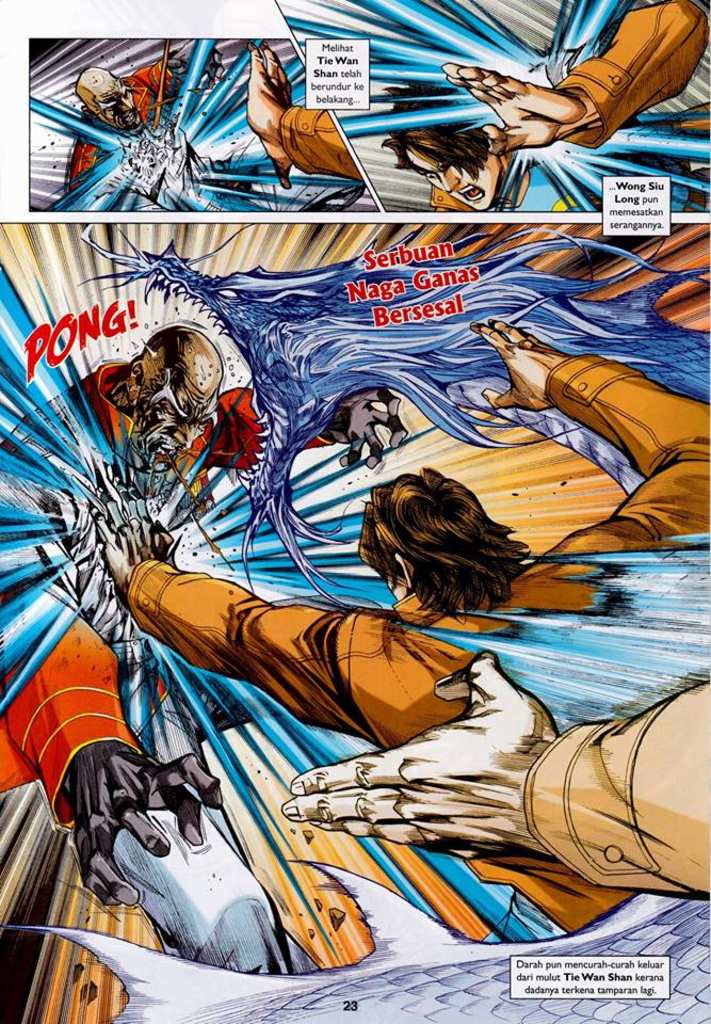 Melihat
Tie Wan
Shan telah
berundur ke
belakang...
...Wong Siu
Long pun
memesatkan
serangannya.
Serbuan
Naga Ganas
Bersesal
PONG!
Darah pun mencurah-curah keluar
dari mulut Tie Wan Shan kerana
dadanya terkena tamparan lagi.
23